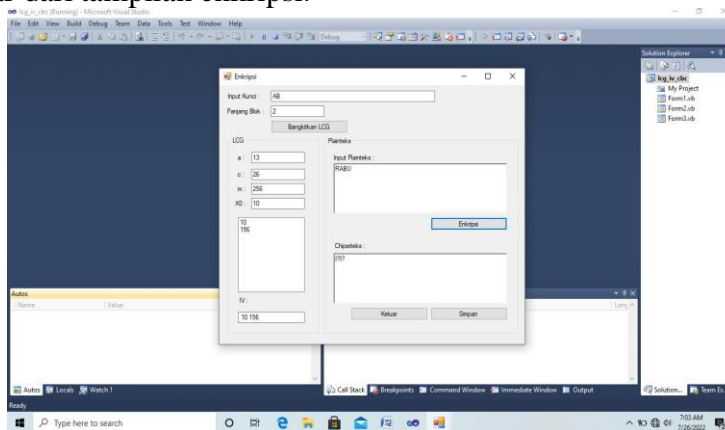 dari tampilan enkripsi.
lcg_iv_cbc (Running) - Microsoft Visual Studio
File Edit View Build Debug Team Data Tools Test Window Help
Debug
Solution Explorer
lcg_iv_cbc
My Project
Form1.vb
Form2.vb
Form3.vb
Enkripsi
Input Kunci : AB
Panjang Blok : 2
Bangkitkan LCG
LCG
a : 13
c : 26
m : 256
X0 : 10
10
196
IV :
10 156
Plainteks
Input Plainteks :
RABU
Enkripsi
Chiperteks :
Keluar
Simpan
Autos
Name
Value
Lang
Autos
Locals
Watch 1
Call Stack
Breakpoints
Command Window
Immediate Window
Output
Solution...
Team Ex
Ready
Type here to search
7:03 AM
7/26/2022